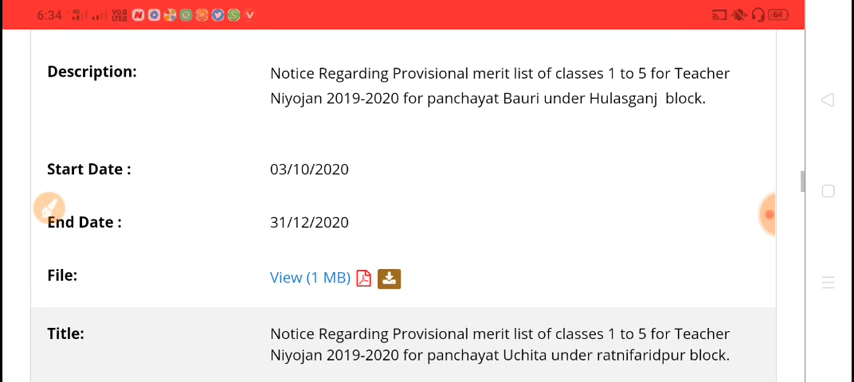 6:34
64
Description:
Notice Regarding Provisional merit list of classes 1 to 5 for Teacher
Niyojan 2019-2020 for panchayat Bauri under Hulasganj block.
Start Date :
03/10/2020
End Date :
31/12/2020
File:
View (1 MB)
Title:
Notice Regarding Provisional merit list of classes 1 to 5 for Teacher
Niyojan 2019-2020 for panchayat Uchita under ratnifaridpur block.